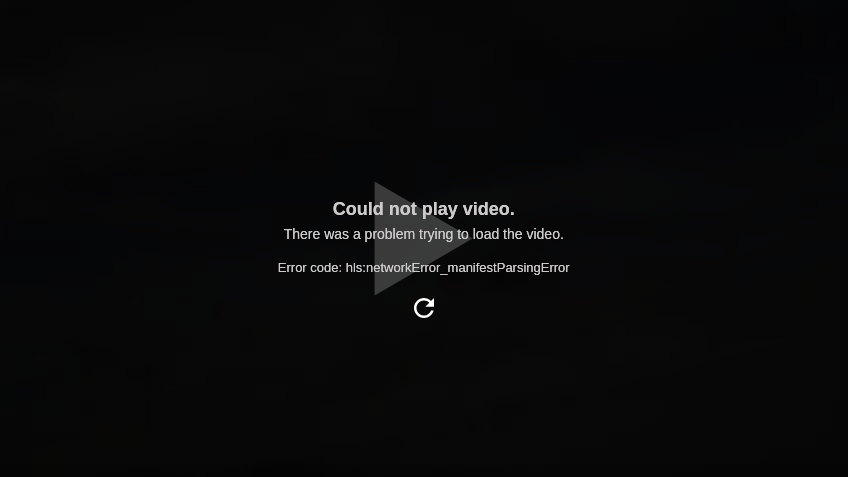 Could not play video.
There was a problem trying to load the video.
Error code: hls:networkError_manifestParsingError